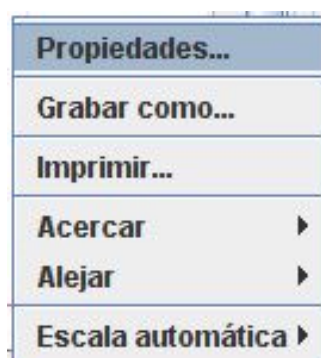 Propiedades...
Grabar como...
Imprimir...
Acercar
Alejar
Escala automática